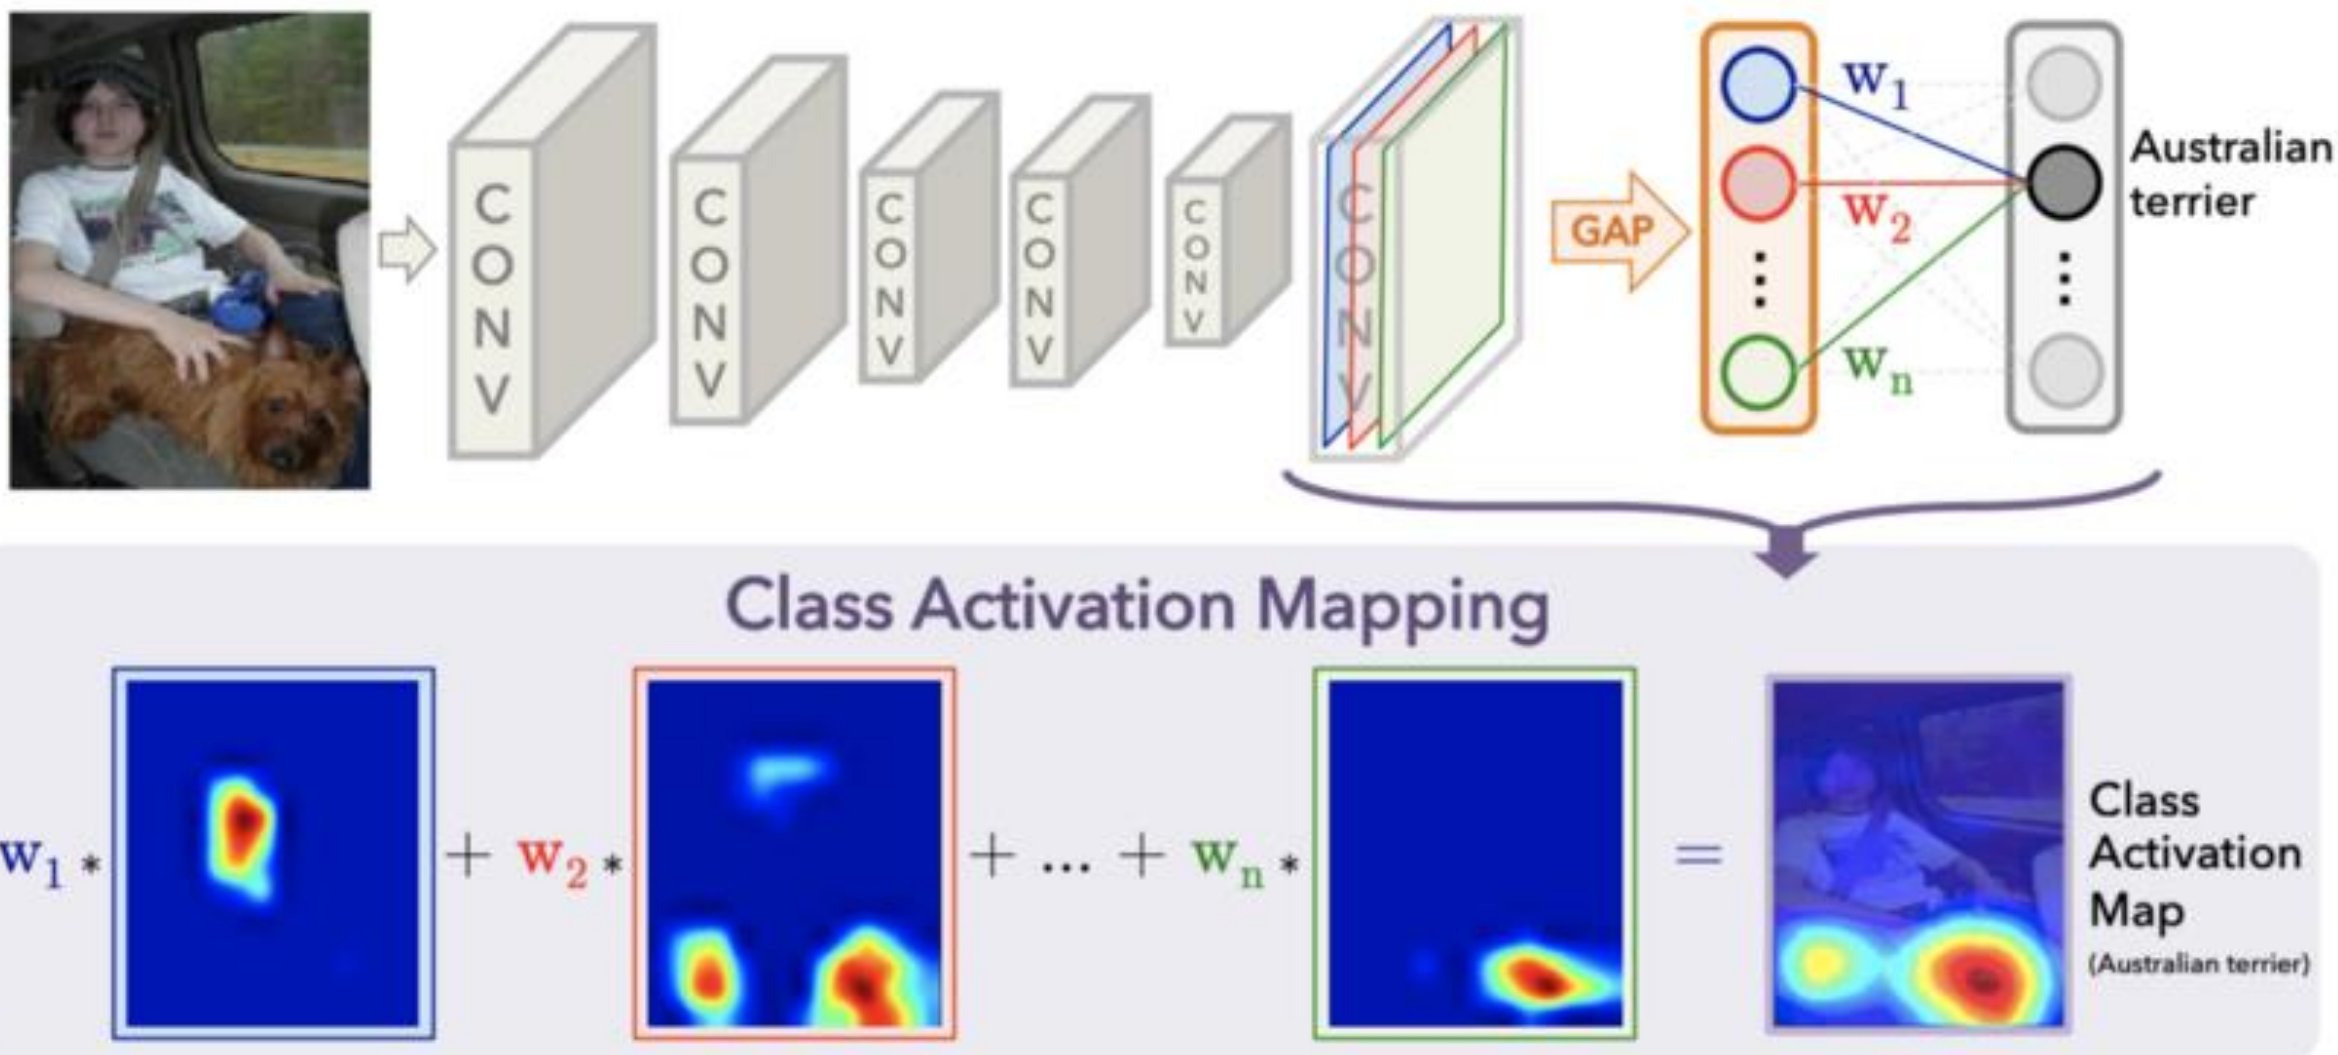 CONV
CONV
CONV
CONV
CONV
CONV
GAP
w1
w2
wn
Australian
terrier
Class Activation Mapping
w1 *
+ w2 *
+ ... + wn *
=
Class
Activation
Map
(Australian terrier)